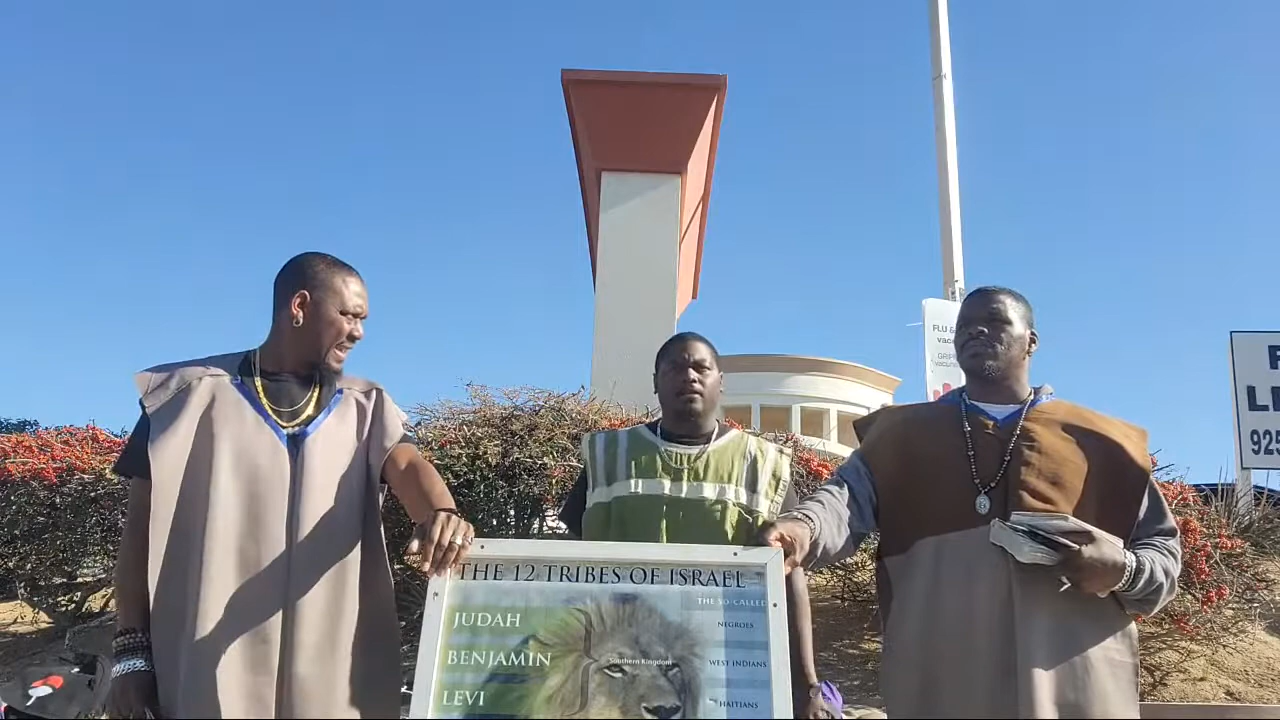 THE 12 TRIBES OF ISRAEL
THE SO-CALLED
JUDAH
NEGROES
BENJAMIN
Southern Kingdom
WEST INDIANS
LEVI
HAITIANS
FLU &
925